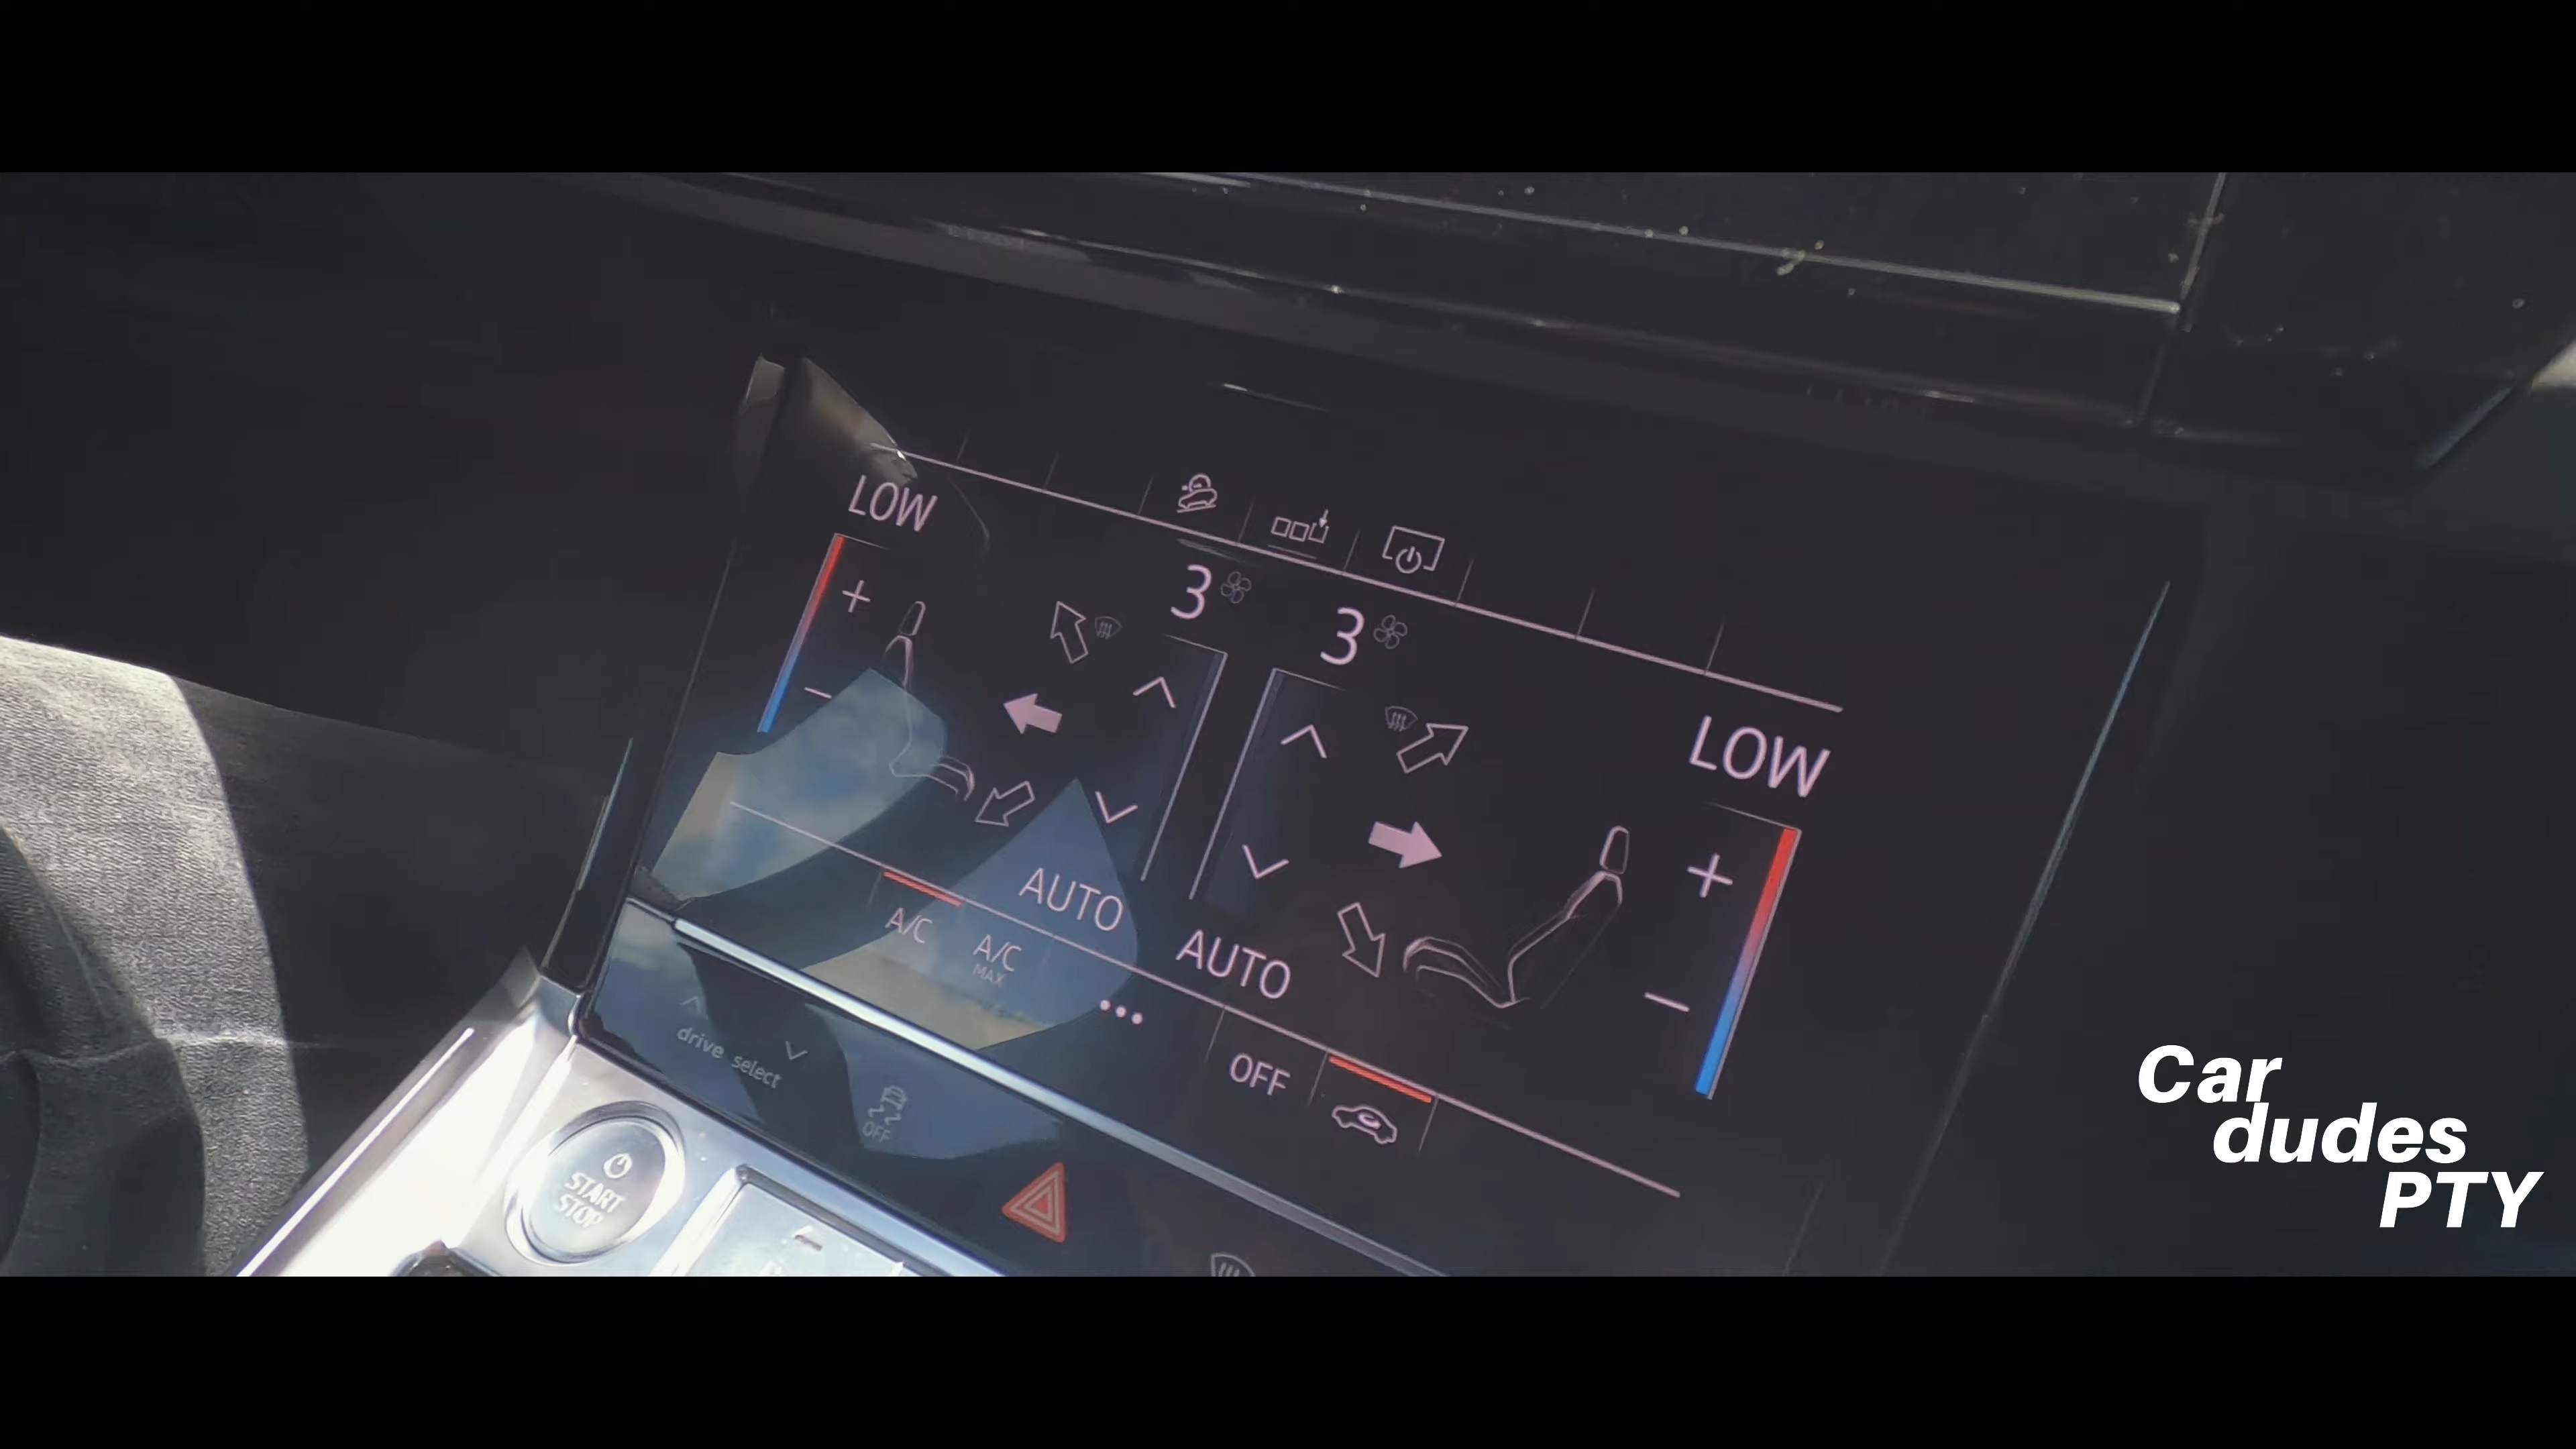 LOW
3
3
LOW
AUTO
AUTO
A/C
A/C
MAX
OFF
drive select
OFF
START
STOP
Car
dudes
PTY